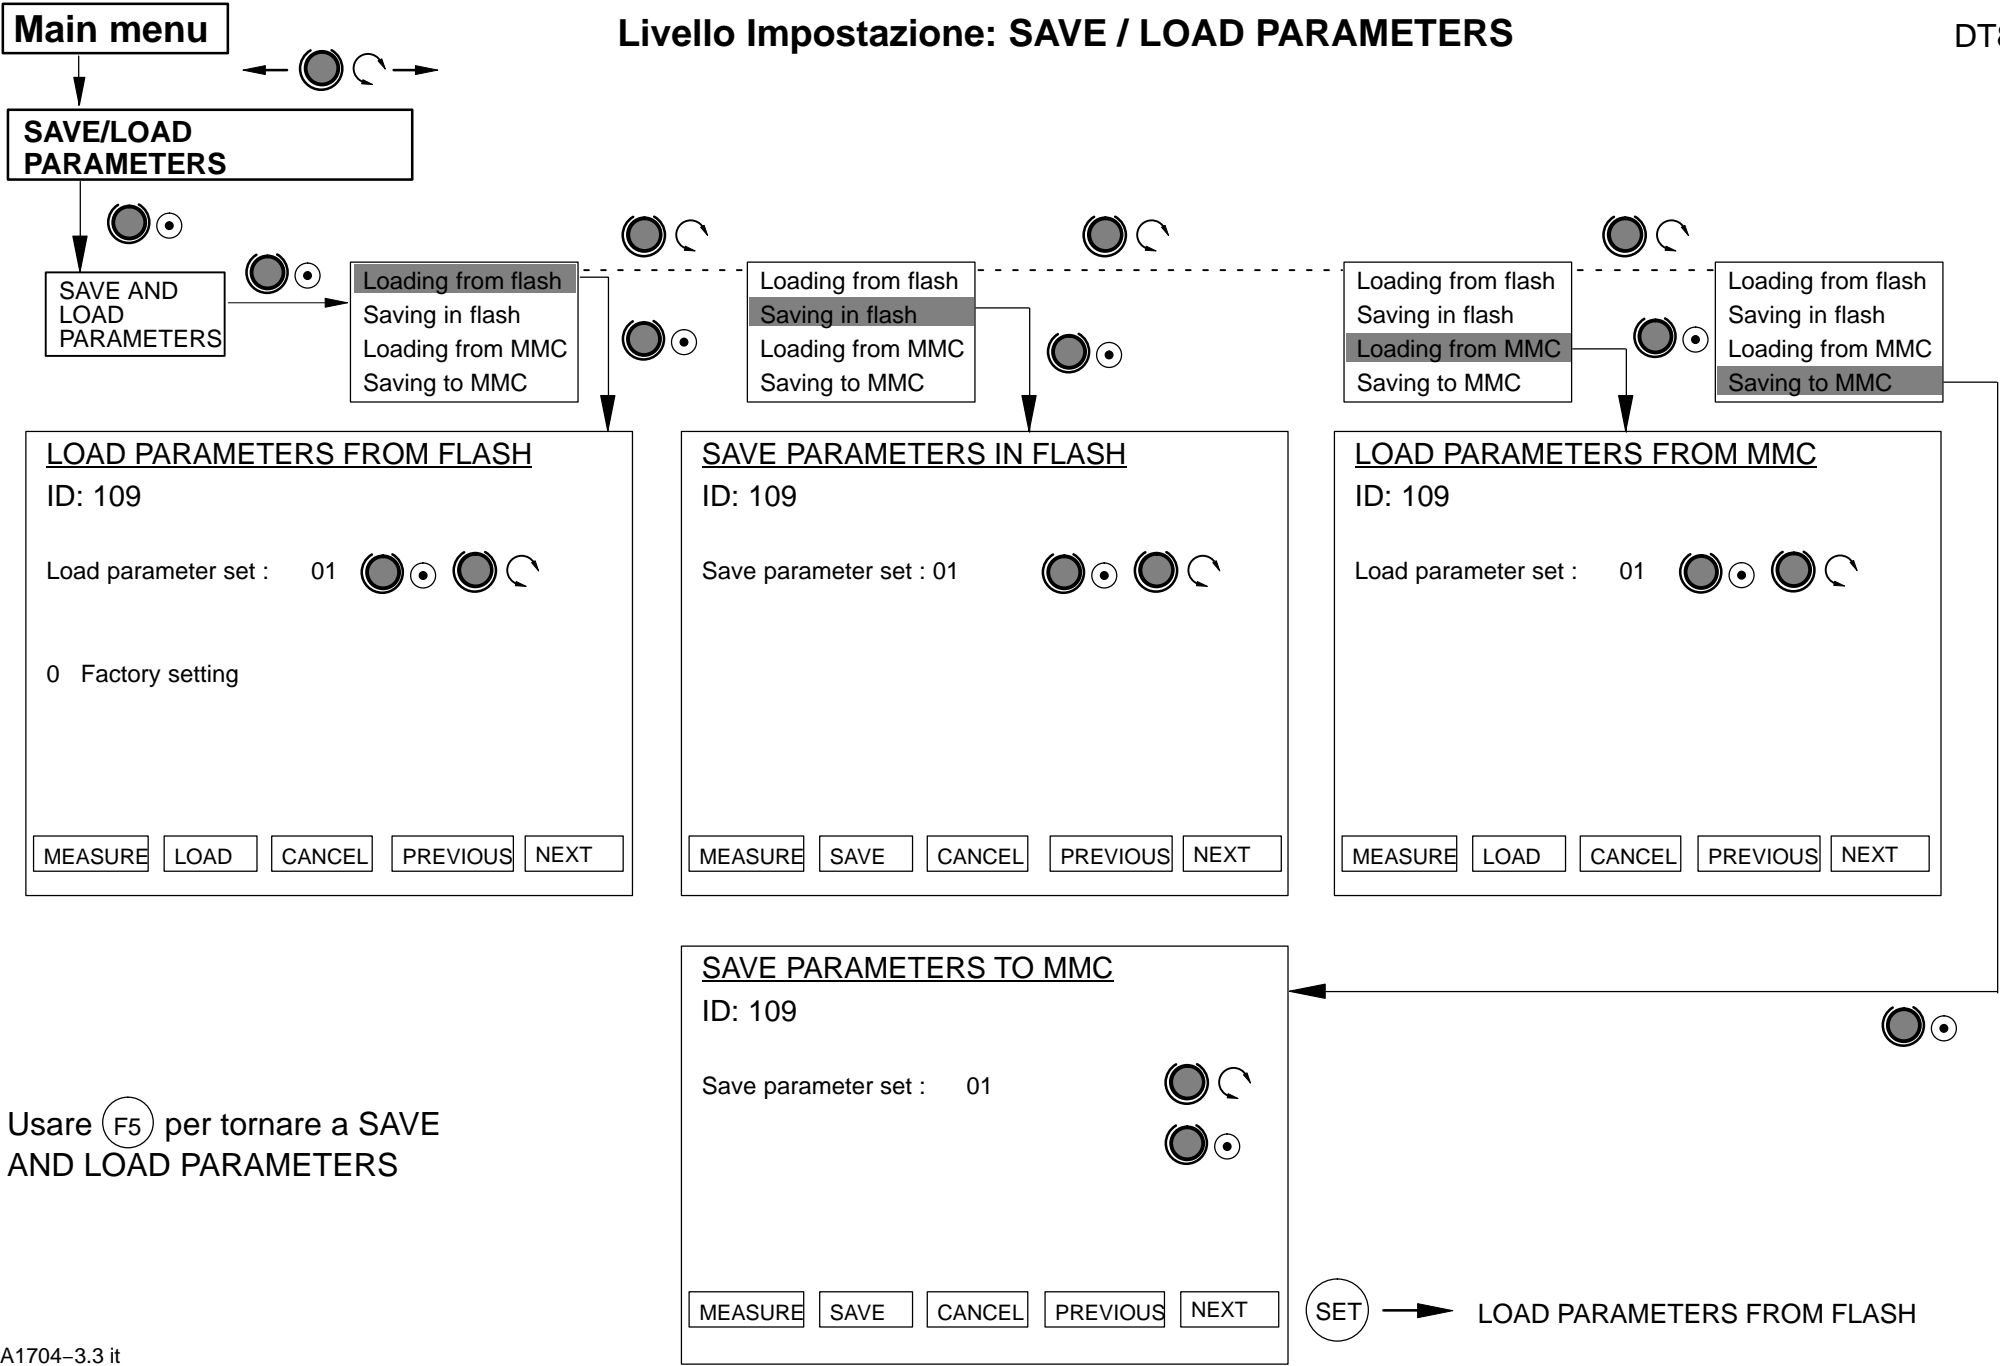 Main menu
Livello Impostazione: SAVE / LOAD PARAMETERS
SAVE/LOAD
PARAMETERS
SAVE AND
LOAD
PARAMETERS
Loading from flash
Saving in flash
Loading from MMC
Saving to MMC
Loading from flash
Saving in flash
Loading from MMC
Saving to MMC
Loading from flash
Saving in flash
Loading from MMC
Saving to MMC
Loading from flash
Saving in flash
Loading from MMC
Saving to MMC
LOAD PARAMETERS FROM FLASH
ID: 109
Load parameter set : 01
0 Factory setting
MEASURE LOAD CANCEL PREVIOUS NEXT
SAVE PARAMETERS IN FLASH
ID: 109
Save parameter set : 01
MEASURE SAVE CANCEL PREVIOUS NEXT
LOAD PARAMETERS FROM MMC
ID: 109
Load parameter set : 01
MEASURE LOAD CANCEL PREVIOUS NEXT
SAVE PARAMETERS TO MMC
ID: 109
Save parameter set : 01
MEASURE SAVE CANCEL PREVIOUS NEXT
Usare F5 per tornare a SAVE
AND LOAD PARAMETERS
SET LOAD PARAMETERS FROM FLASH
A1704−3.3 it